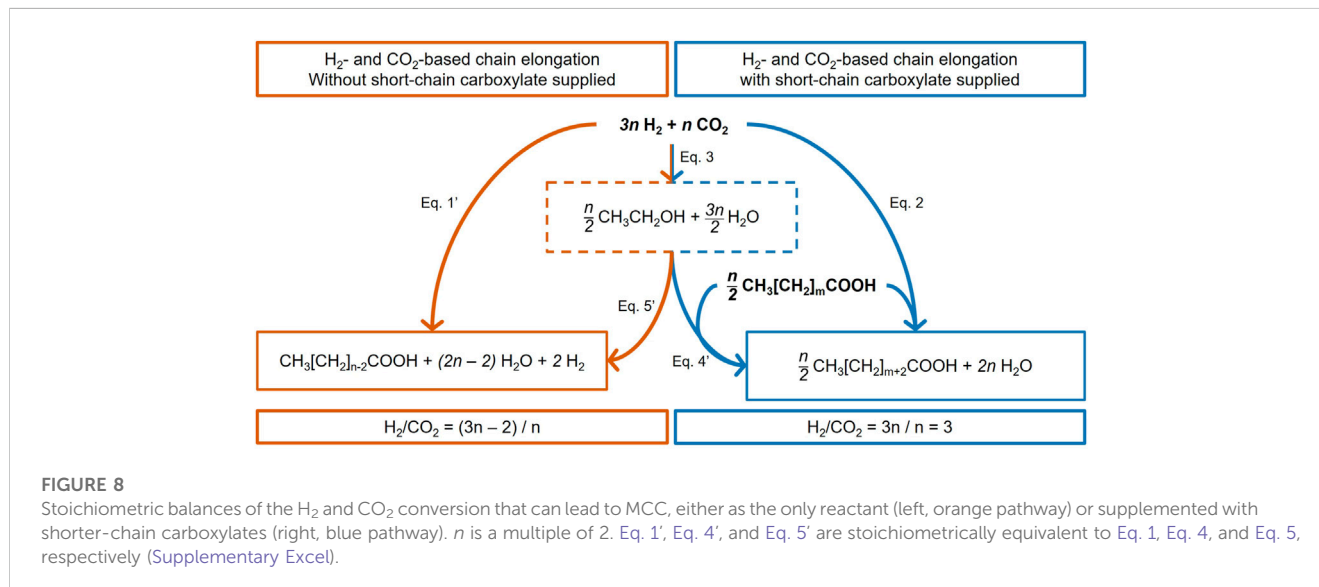 H₂- and CO₂-based chain elongation
Without short-chain carboxylate supplied
H₂- and CO₂-based chain elongation
with short-chain carboxylate supplied
3n H₂ + n CO₂
Eq. 3
Eq. 1’
Eq. 2
n/2 CH₃CH₂OH + 3n/2 H₂O
n/2 CH₃[CH₂]ₘCOOH
Eq. 5’
Eq. 4’
CH₃[CH₂]ₙ₋₂COOH + (2n – 2) H₂O + 2 H₂
n/2 CH₃[CH₂]ₘ₊₂COOH + 2n H₂O
H₂/CO₂ = (3n – 2) / n
H₂/CO₂ = 3n / n = 3
FIGURE 8
Stoichiometric balances of the H₂ and CO₂ conversion that can lead to MCC, either as the only reactant (left, orange pathway) or supplemented with
shorter-chain carboxylates (right, blue pathway). n is a multiple of 2. Eq. 1′, Eq. 4′, and Eq. 5′ are stoichiometrically equivalent to Eq. 1, Eq. 4, and Eq. 5,
respectively (Supplementary Excel).